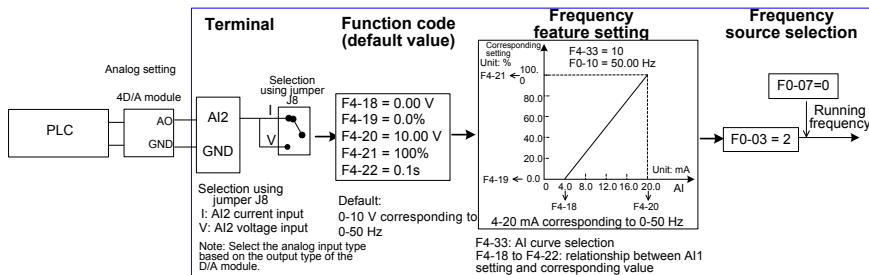 Terminal
Function code
(default value)
Frequency
feature setting
Frequency
source selection
Analog setting
4D/A module
PLC
AO
GND
AI2
GND
Selection
using jumper
J8
I
V
Selection using
jumper J8
I: AI2 current input
V: AI2 voltage input
Note: Select the analog input type
based on the output type of the
D/A module.
F4-18 = 0.00 V
F4-19 = 0.0%
F4-20 = 10.00 V
F4-21 = 100%
F4-22 = 0.1s
Default:
0-10 V corresponding to
0-50 Hz
Corresponding
setting
Unit: %
F4-33 = 10
F0-10 = 50.00 Hz
F4-21
100.
0
80.0
60.0
40.0
20.0
F4-19
0.0
0 4.0 8.0 12.0 16.0 20.0
Unit: mA
AI
F4-18
F4-20
4-20 mA corresponding to 0-50 Hz
F4-33: AI curve selection
F4-18 to F4-22: relationship between AI1
setting and corresponding value
F0-07=0
Running
frequency
F0-03 = 2